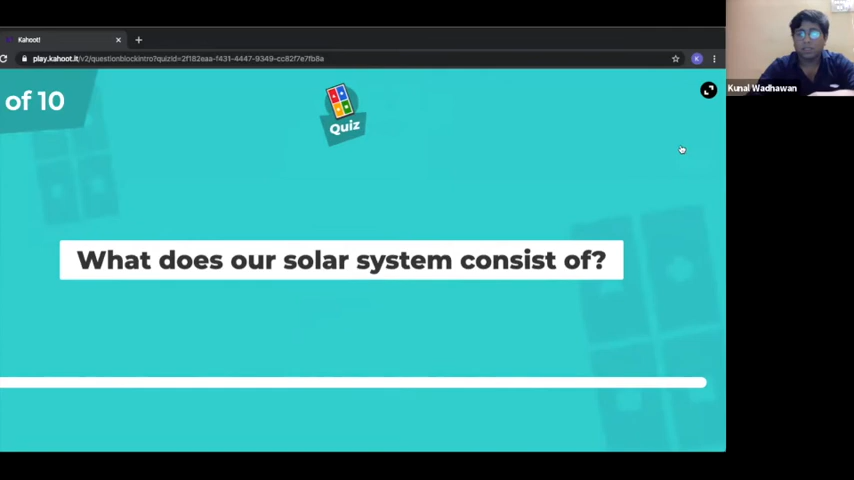 Kahoot!
play.kahoot.it/v2/questionblockintro?quizId=2f182eaa-f431-4447-9349-cc82f7e7fb8a
K
of 10
Quiz
Kunal Wadhawan
What does our solar system consist of?